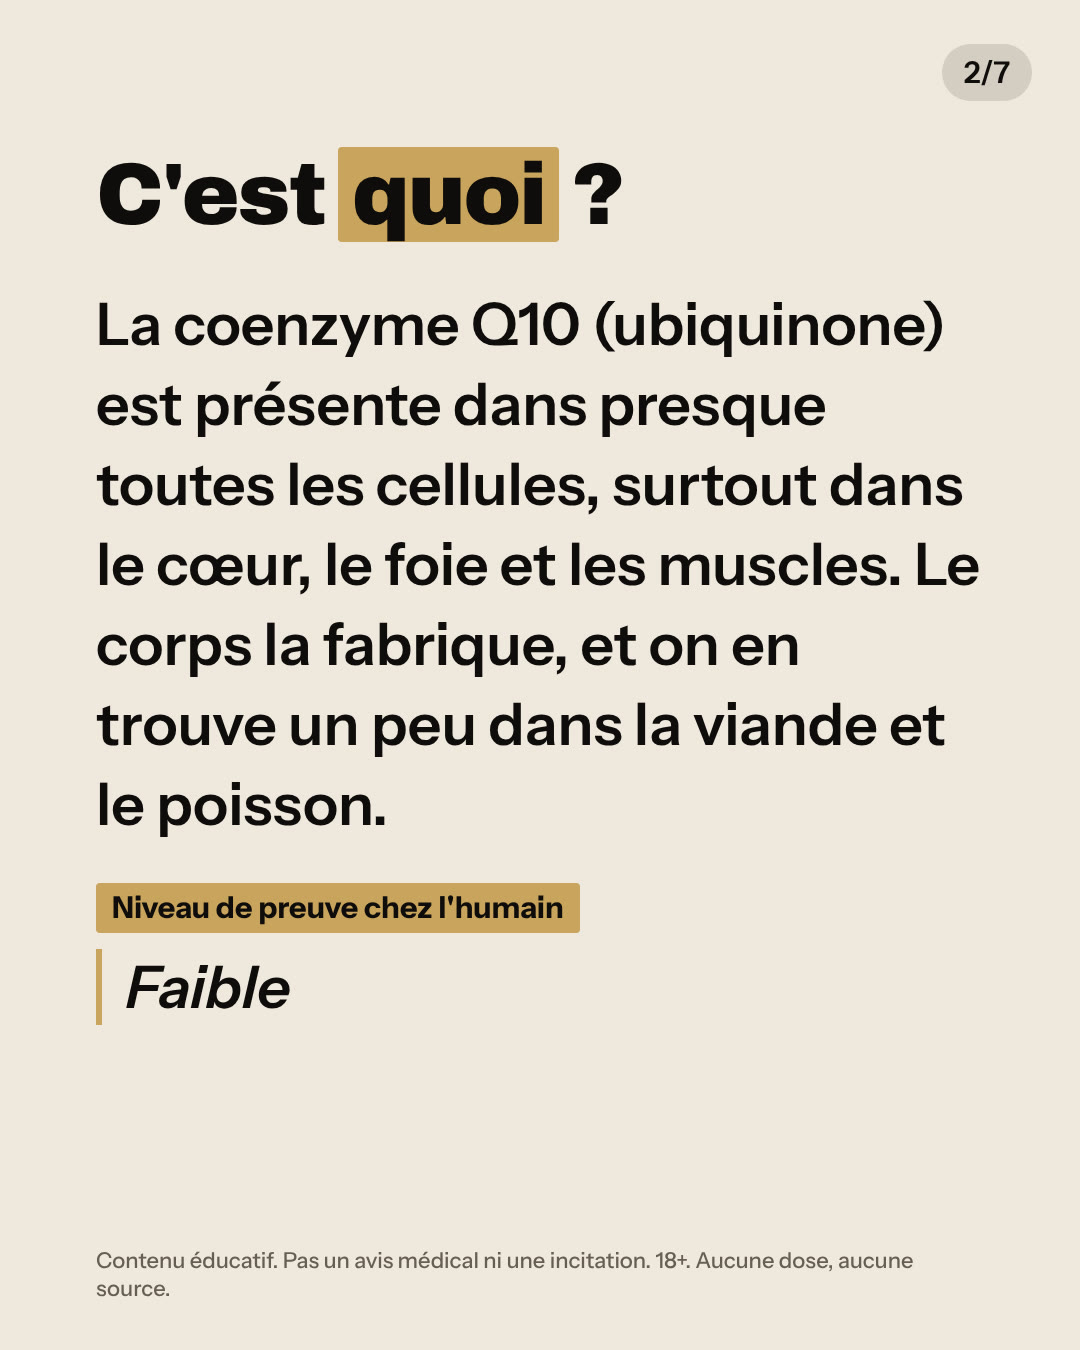 2/7
C'est quoi ?
La coenzyme Q10 (ubiquinone)
est présente dans presque
toutes les cellules, surtout dans
le cœur, le foie et les muscles. Le
corps la fabrique, et on en
trouve un peu dans la viande et
le poisson.
Niveau de preuve chez l'humain
Faible
Contenu éducatif. Pas un avis médical ni une incitation. 18+. Aucune dose, aucune
source.